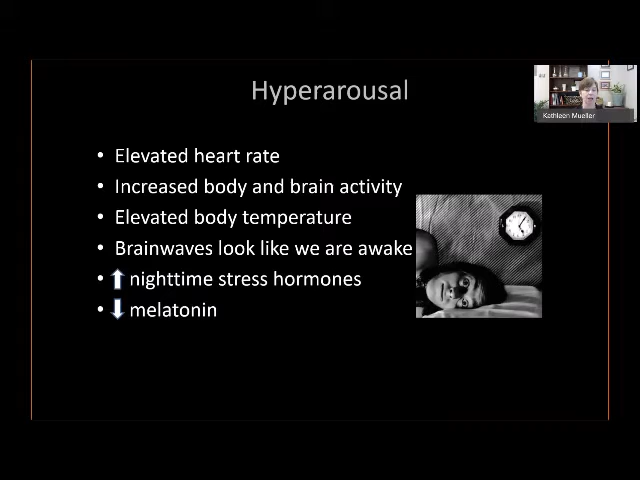 Hyperarousal
Kathleen Mueller
• Elevated heart rate
• Increased body and brain activity
• Elevated body temperature
• Brainwaves look like we are awake
• ⬆ nighttime stress hormones
• ⬇ melatonin